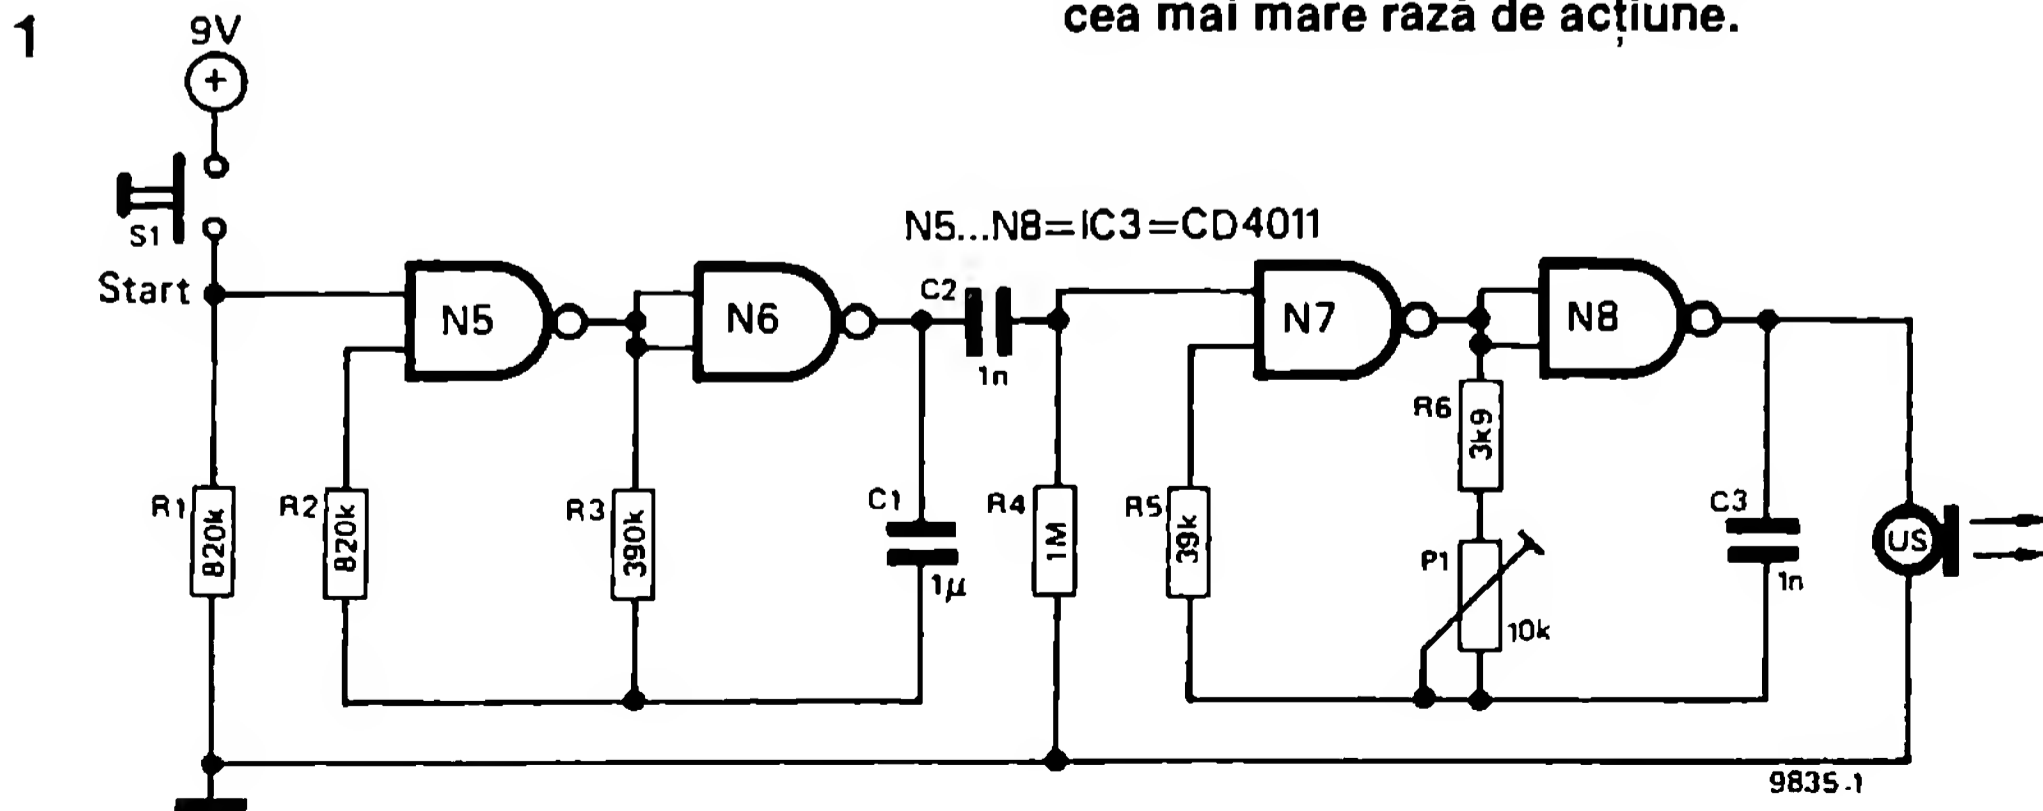 cea mai mare rază de acțiune.
1
9V
+
S1
Start
N5...N8=IC3=CD4011
N5
N6
C2
1n
N7
N8
R1
820k
R2
820k
R3
390k
C1
1µ
R4
1M
R5
39k
R6
3k9
P1
10k
C3
1n
US
9835-1